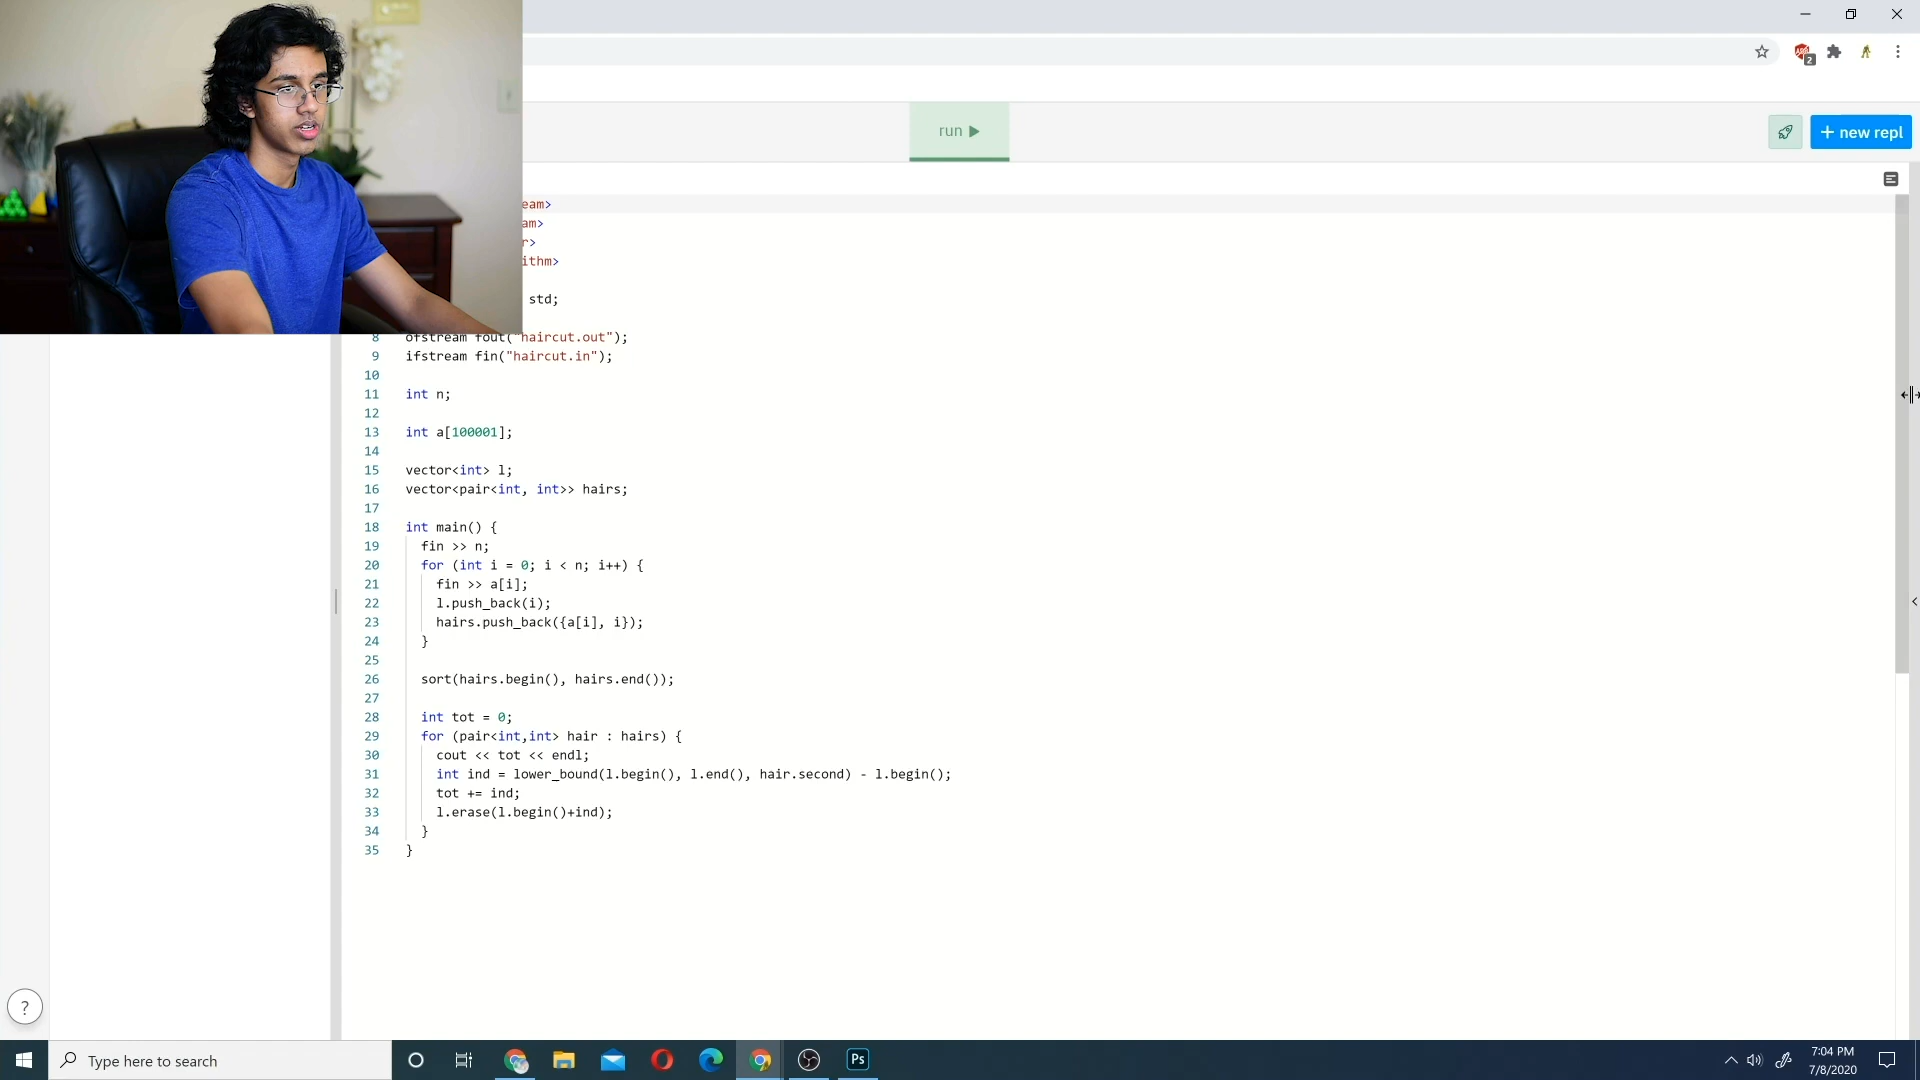 2
run
+ new repl
eam>
am>
r>
ithm>
std;
8 ofstream fout("haircut.out");
9 ifstream fin("haircut.in");
10
11 int n;
12
13 int a[100001];
14
15 vector<int> l;
16 vector<pair<int, int>> hairs;
17
18 int main() {
19 fin >> n;
20 for (int i = 0; i < n; i++) {
21 fin >> a[i];
22 l.push_back(i);
23 hairs.push_back({a[i], i});
24 }
25
26 sort(hairs.begin(), hairs.end());
27
28 int tot = 0;
29 for (pair<int,int> hair : hairs) {
30 cout << tot << endl;
31 int ind = lower_bound(l.begin(), l.end(), hair.second) - l.begin();
32 tot += ind;
33 l.erase(l.begin()+ind);
34 }
35 }
?
Type here to search
Ps
7:04 PM
7/8/2020